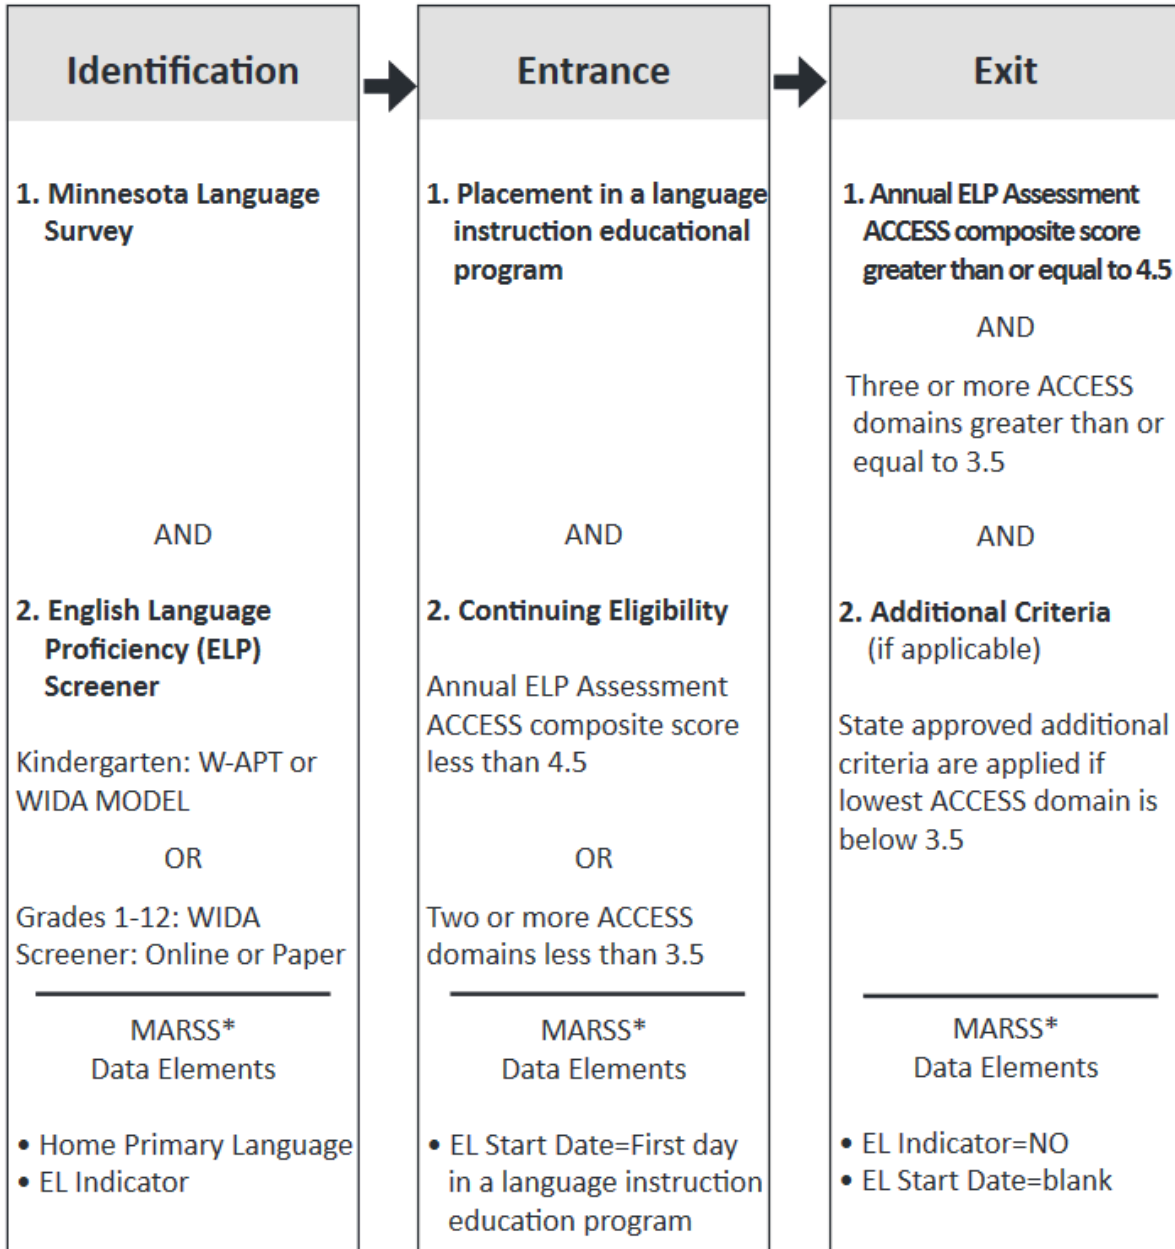 Identification
1. Minnesota Language
Survey
AND
2. English Language
Proficiency (ELP)
Screener
Kindergarten: W-APT or
WIDA MODEL
OR
Grades 1-12: WIDA
Screener: Online or Paper
MARSS*
Data Elements
• Home Primary Language
• EL Indicator
Entrance
1. Placement in a language
instruction educational
program
AND
2. Continuing Eligibility
Annual ELP Assessment
ACCESS composite score
less than 4.5
OR
Two or more ACCESS
domains less than 3.5
MARSS*
Data Elements
• EL Start Date=First day
in a language instruction
education program
Exit
1. Annual ELP Assessment
ACCESS composite score
greater than or equal to 4.5
AND
Three or more ACCESS
domains greater than or
equal to 3.5
AND
2. Additional Criteria
(if applicable)
State approved additional
criteria are applied if
lowest ACCESS domain is
below 3.5
MARSS*
Data Elements
• EL Indicator=NO
• EL Start Date=blank